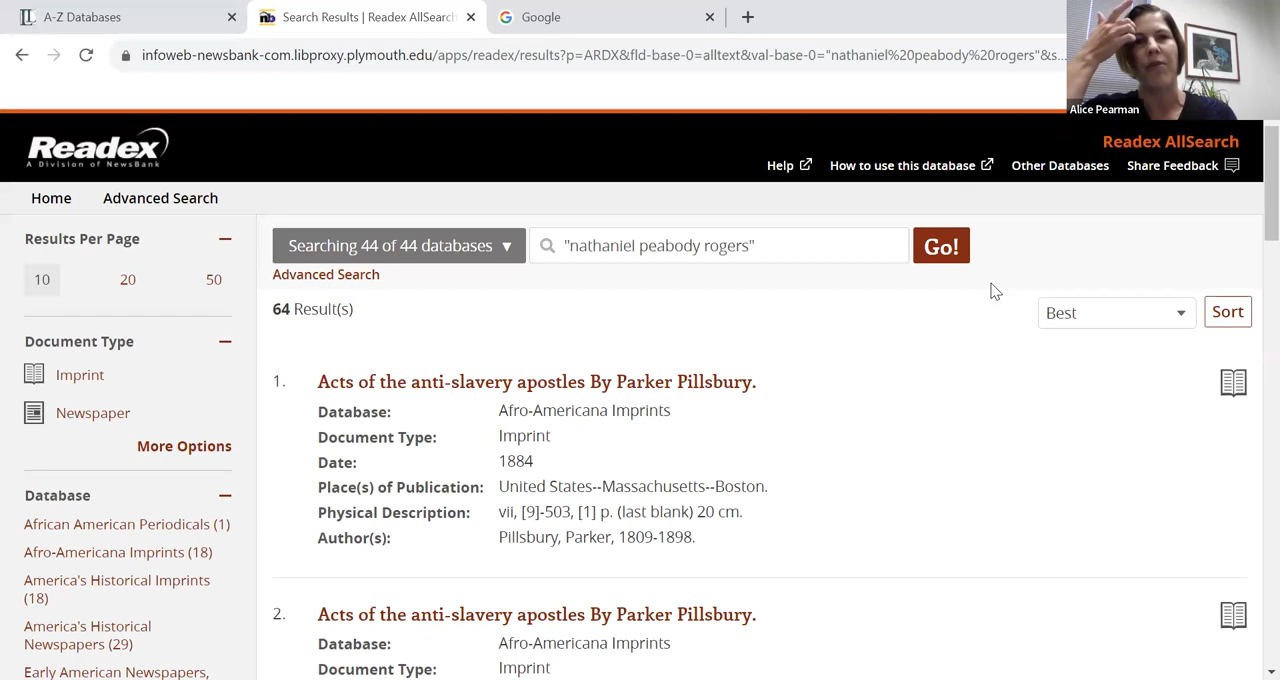 A-Z Databases
Search Results | Readex AllSearch
Google
infoweb-newsbank-com.libproxy.plymouth.edu/apps/readex/results?p=ARDX&fld-base-0=alltext&val-base-0="nathaniel%20peabody%20rogers"&s...
Alice Pearman
Readex
A Division of NewsBank
Readex AllSearch
Help
How to use this database
Other Databases
Share Feedback
Home
Advanced Search
Results Per Page
10 20 50
Document Type
Imprint
Newspaper
More Options
Database
African American Periodicals (1)
Afro-Americana Imprints (18)
America's Historical Imprints
(18)
America's Historical
Newspapers (29)
Early American Newspapers,
Searching 44 of 44 databases ▼
"nathaniel peabody rogers"
Go!
Advanced Search
64 Result(s)
Best
Sort
1. Acts of the anti-slavery apostles By Parker Pillsbury.
Database: Afro-Americana Imprints
Document Type: Imprint
Date: 1884
Place(s) of Publication: United States--Massachusetts--Boston.
Physical Description: vii, [9]-503, [1] p. (last blank) 20 cm.
Author(s): Pillsbury, Parker, 1809-1898.
2. Acts of the anti-slavery apostles By Parker Pillsbury.
Database: Afro-Americana Imprints
Document Type: Imprint